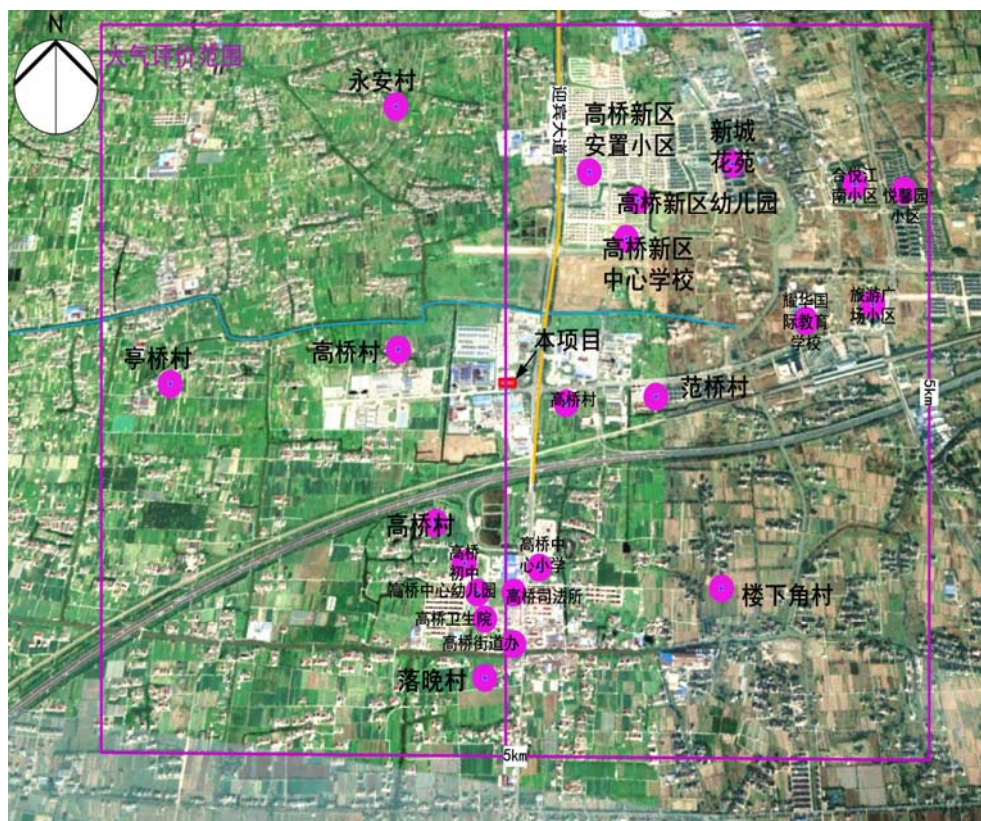 N
大气评价范围
永安村
迎宾大道
高桥新区
安置小区
新城
花苑
合悦江
南小区
悦馨园
小区
高桥新区幼儿园
高桥新区
中心学校
耀华国
际教育
学校
旅游广
场小区
亭桥村
高桥村
本项目
范桥村
高桥村
5km
高桥村
高桥
初中
高桥中
心小学
高桥中心幼儿园
高桥司法所
高桥卫生院
高桥街道办
楼下角村
落晚村
5km